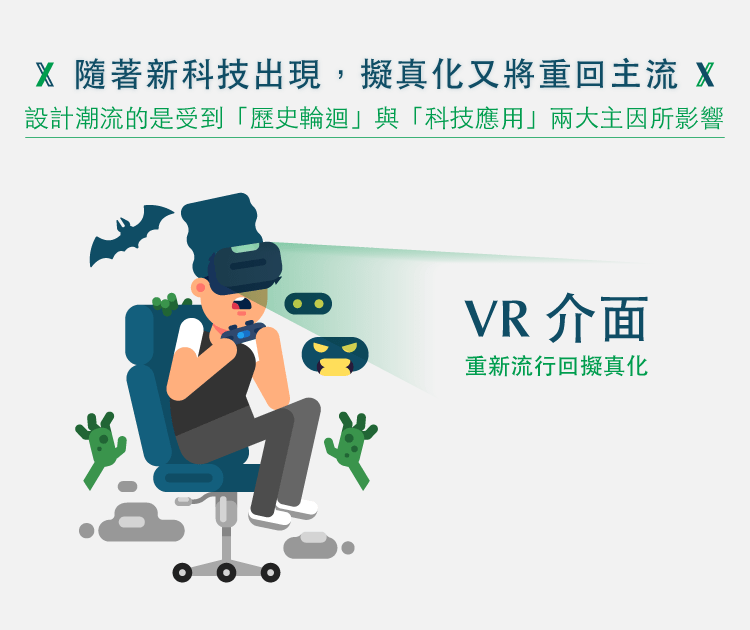 隨著新科技出現，擬真化又將重回主流
設計潮流的是受到「歷史輪迴」與「科技應用」兩大主因所影響
VR 介面
重新流行回擬真化